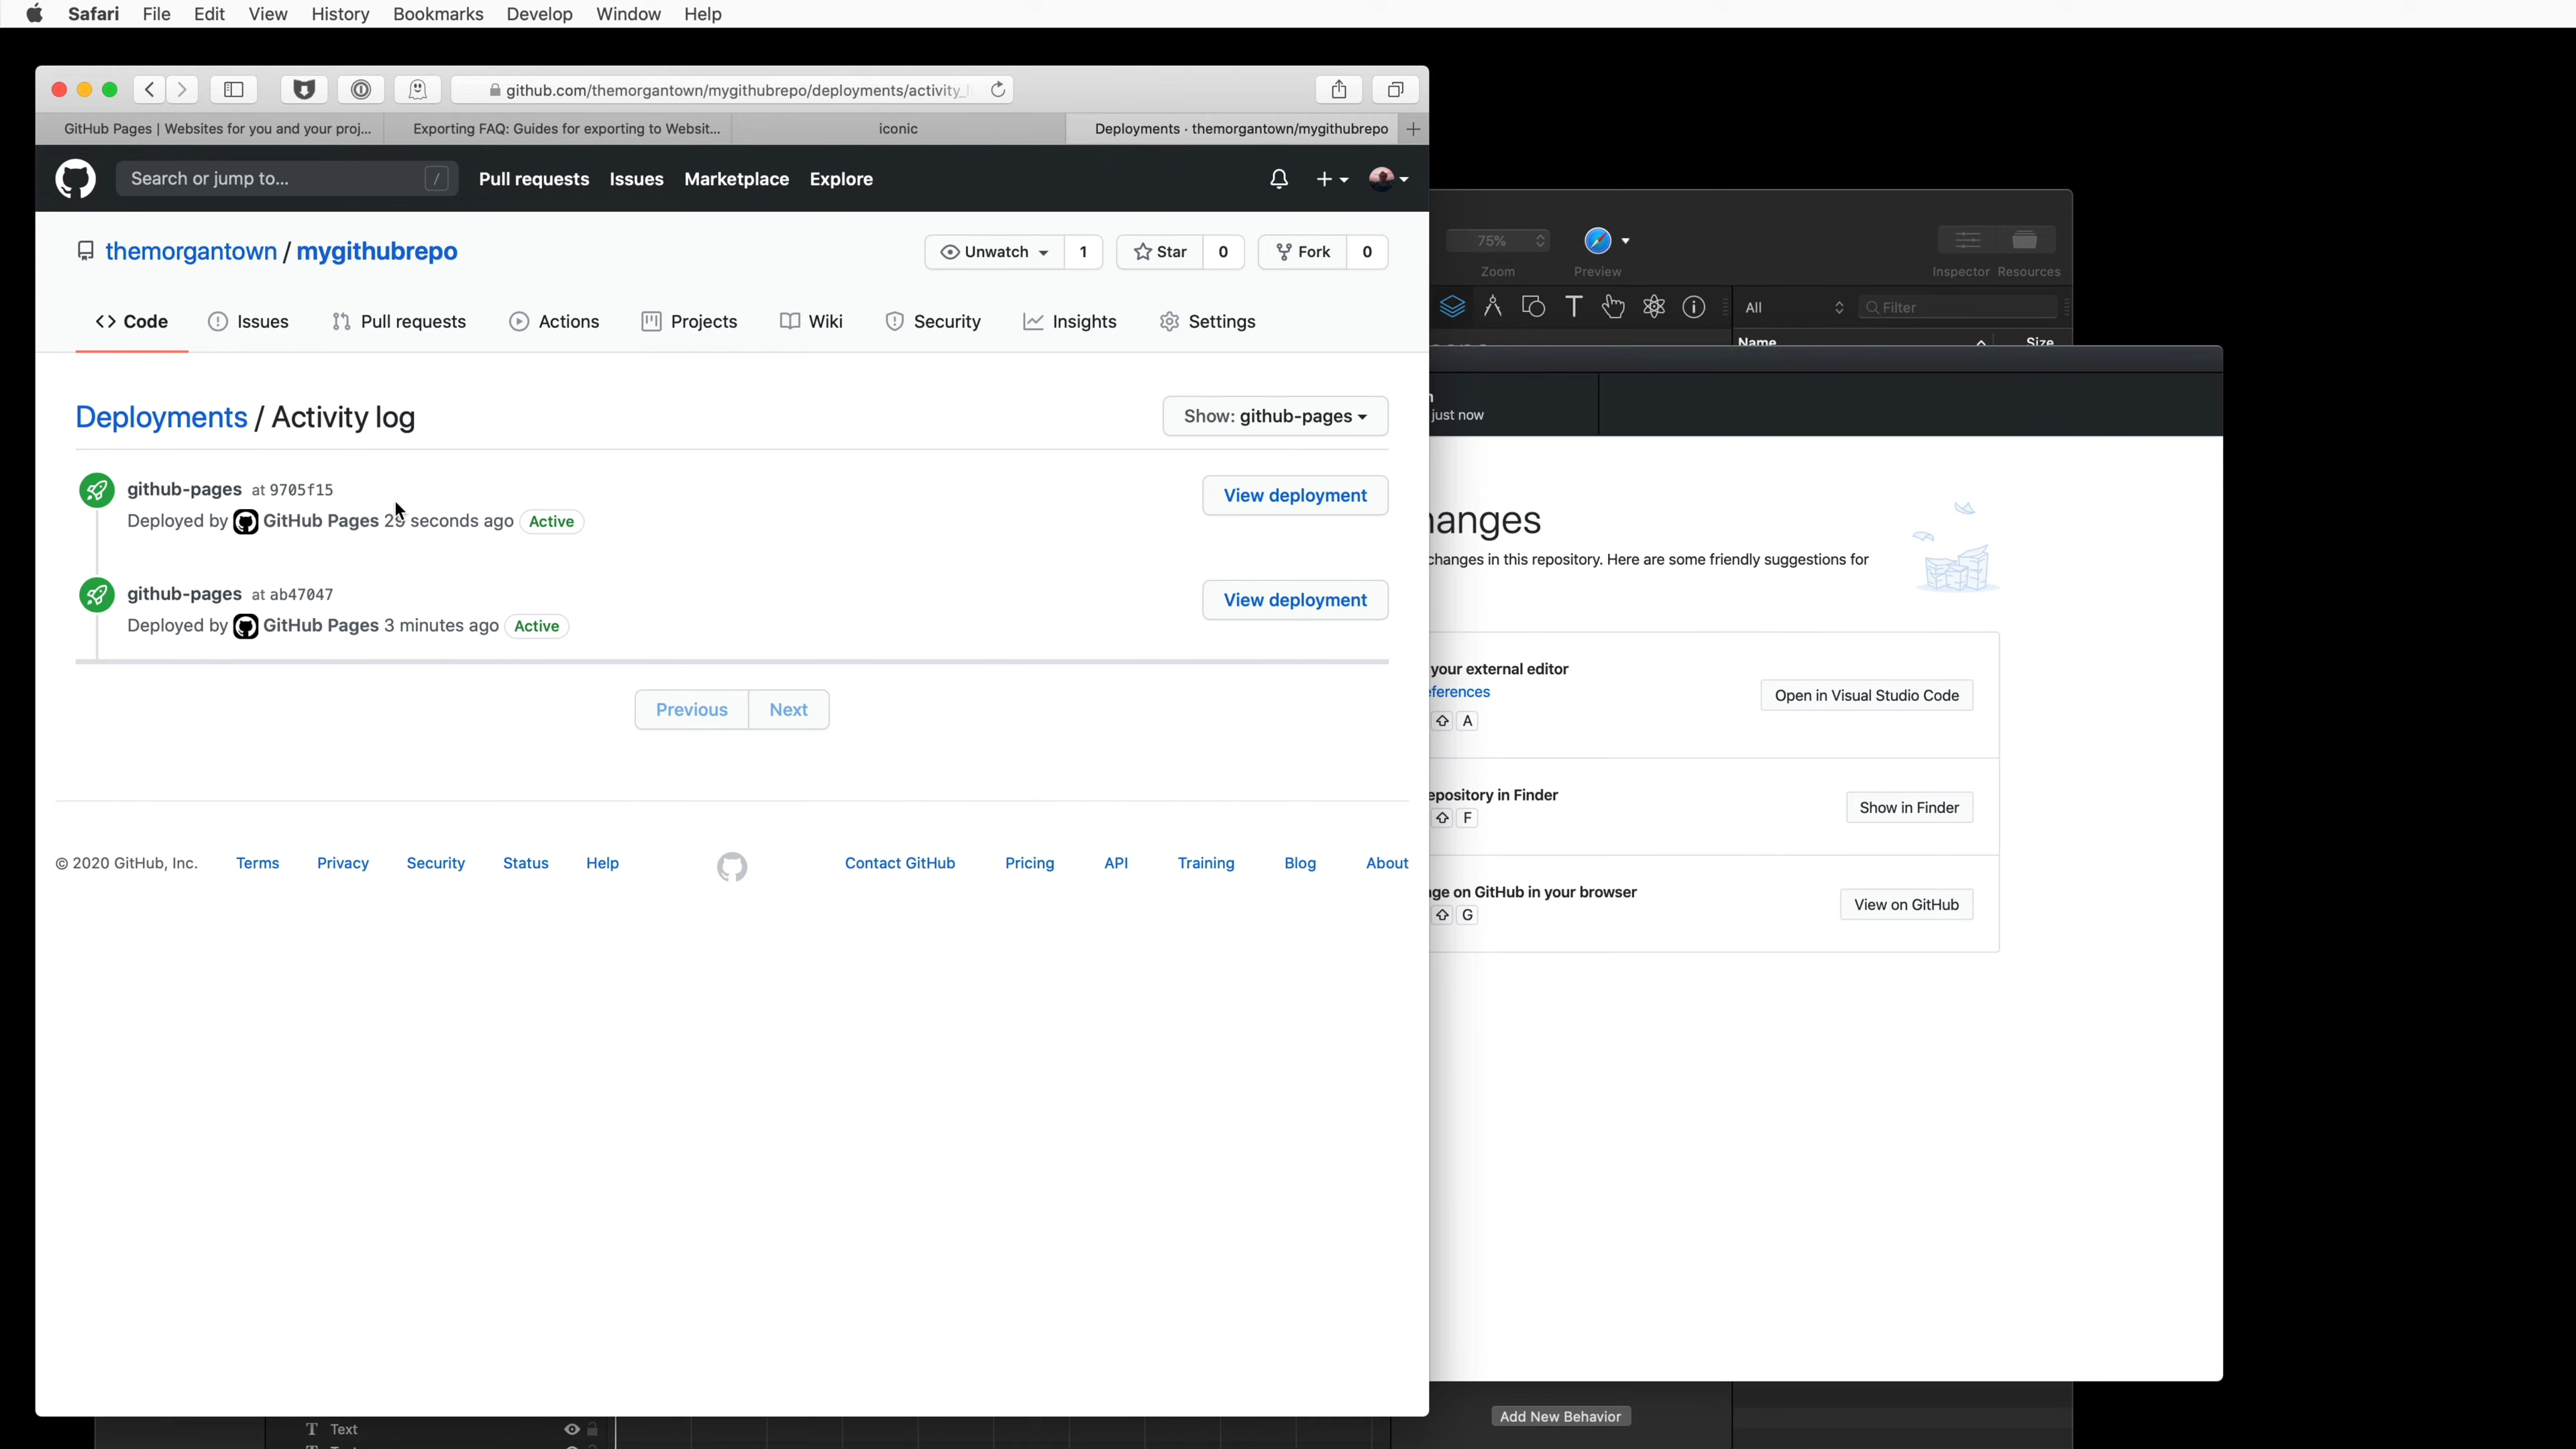 Safari File Edit View History Bookmarks Develop Window Help
github.com/themorgantown/mygithubrepo/deployments/activity_l
GitHub Pages | Websites for you and your proj...
Exporting FAQ: Guides for exporting to Websit...
iconic
Deployments · themorgantown/mygithubrepo
Search or jump to... /
Pull requests Issues Marketplace Explore
themorgantown / mygithubrepo
Unwatch 1
Star 0
Fork 0
Code Issues Pull requests Actions Projects Wiki Security Insights Settings
Deployments / Activity log
Show: github-pages
github-pages at 9705f15
Deployed by GitHub Pages 29 seconds ago Active
View deployment
github-pages at ab47047
Deployed by GitHub Pages 3 minutes ago Active
View deployment
Previous Next
© 2020 GitHub, Inc. Terms Privacy Security Status Help
Contact GitHub Pricing API Training Blog About
75%
Zoom Preview Inspector Resources
All Filter
Name Size
just now
hanges
changes in this repository. Here are some friendly suggestions for
your external editor
eferences
A
Open in Visual Studio Code
epository in Finder
F
Show in Finder
ge on GitHub in your browser
G
View on GitHub
T Text
Add New Behavior